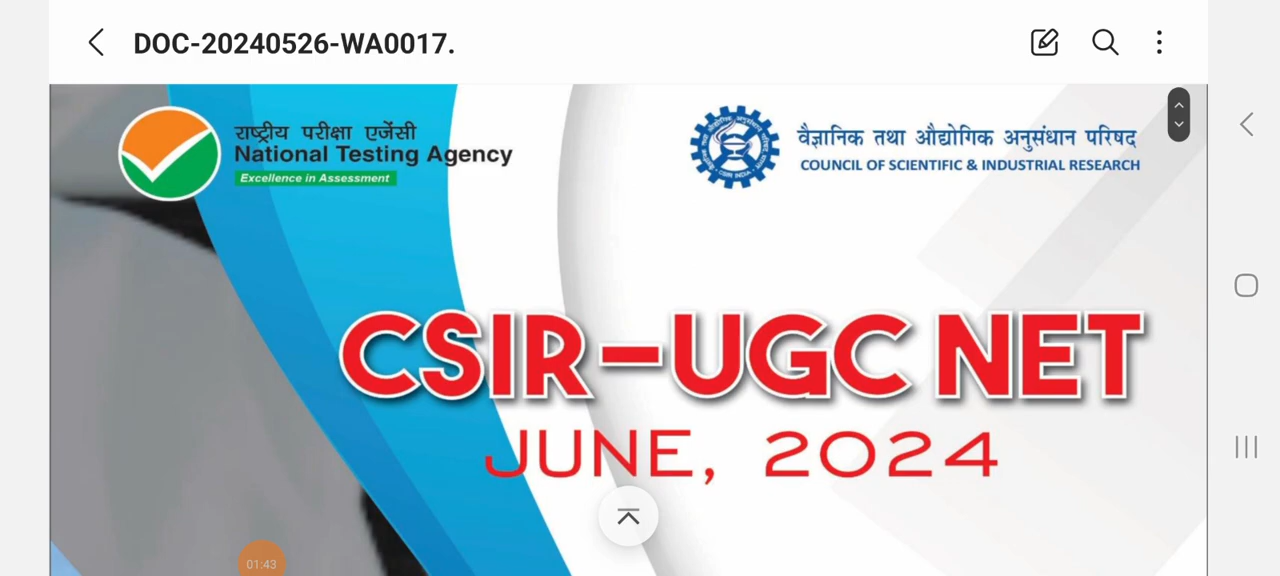 DOC-20240526-WA0017.
राष्ट्रीय परीक्षा एजेंसी
National Testing Agency
Excellence in Assessment
वैज्ञानिक तथा औद्योगिक अनुसंधान परिषद
COUNCIL OF SCIENTIFIC & INDUSTRIAL RESEARCH
CSIR-UGC NET
JUNE, 2024
01:43